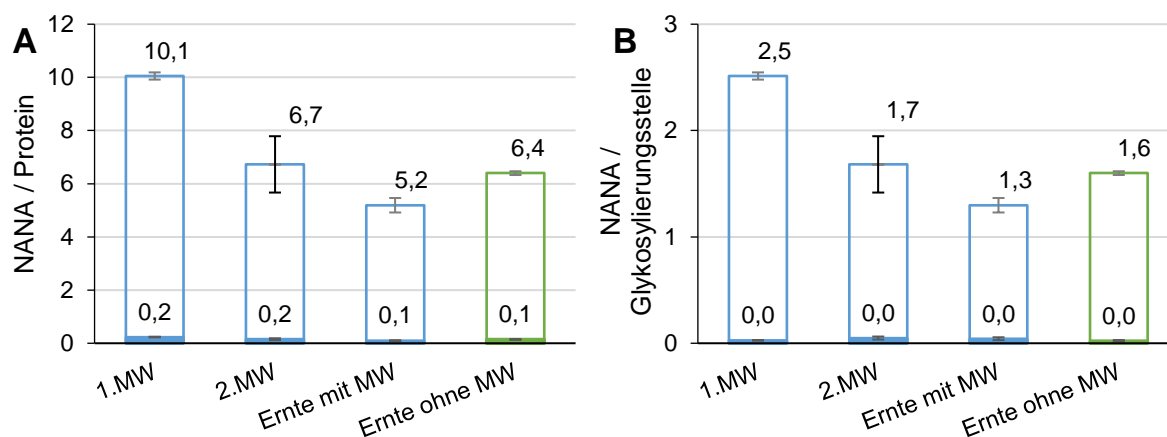 A
NANA / Protein
12
10
8
6
4
2
0
10,1
6,7
5,2
6,4
0,2
0,2
0,1
0,1
1.MW
2.MW
Ernte mit MW
Ernte ohne MW
B
NANA /
Glykosylierungsstelle
3
2
1
0
2,5
1,7
1,3
1,6
0,0
0,0
0,0
0,0
1.MW
2.MW
Ernte mit MW
Ernte ohne MW